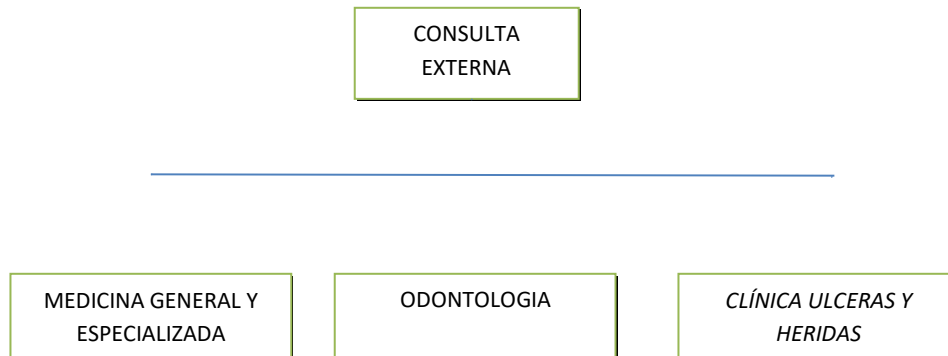 CONSULTA
EXTERNA
MEDICINA GENERAL Y
ESPECIALIZADA
ODONTOLOGIA
CLÍNICA ULCERAS Y
HERIDAS